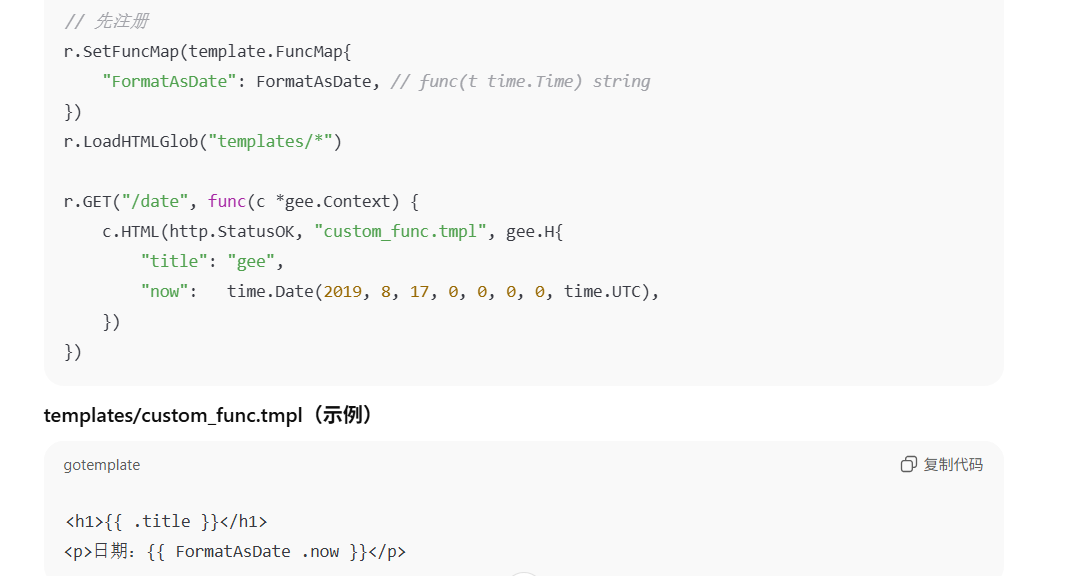 // 先注册
r.SetFuncMap(template.FuncMap{
    "FormatAsDate": FormatAsDate, // func(t time.Time) string
})
r.LoadHTMLGlob("templates/*")
r.GET("/date", func(c *gee.Context) {
    c.HTML(http.StatusOK, "custom_func.tmpl", gee.H{
        "title": "gee",
        "now":   time.Date(2019, 8, 17, 0, 0, 0, 0, time.UTC),
    })
})
templates/custom_func.tmpl（示例）
gotemplate 复制代码
<h1>{{ .title }}</h1>
<p>日期：{{ FormatAsDate .now }}</p>